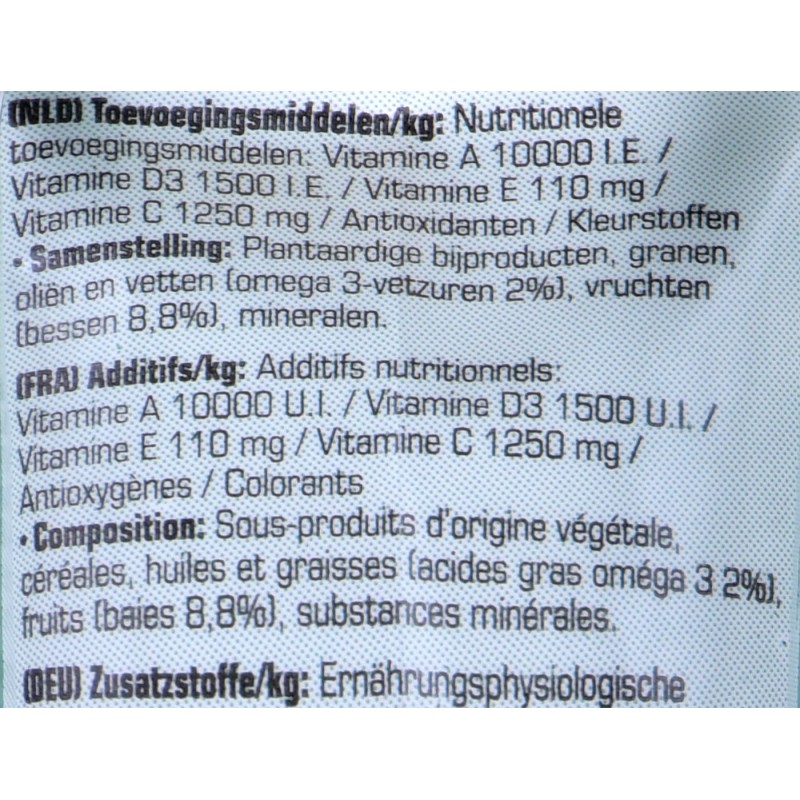 (NLD) Toevoegingsmiddelen/kg: Nutritionele
toevoegingsmiddelen: Vitamine A 10000 I.E. /
Vitamine D3 1500 I.E. / Vitamine E 110 mg /
Vitamine C 1250 mg / Antioxidanten / Kleurstoffen
• Samenstelling: Plantaardige bijproducten, granen,
oliën en vetten (omega 3-vetzuren 2%), vruchten
(bessen 8,8%), mineralen.
(FRA) Additifs/kg: Additifs nutritionnels:
Vitamine A 10000 U.I. / Vitamine D3 1500 U.I. /
Vitamine E 110 mg / Vitamine C 1250 mg /
Antioxygènes / Colorants
• Composition: Sous-produits d'origine végétale,
céréales, huiles et graisses (acides gras oméga 3 2%),
fruits (baies 8,8%), substances minérales.
(DEU) Zusatzstoffe/kg: Ernährungsphysiologische